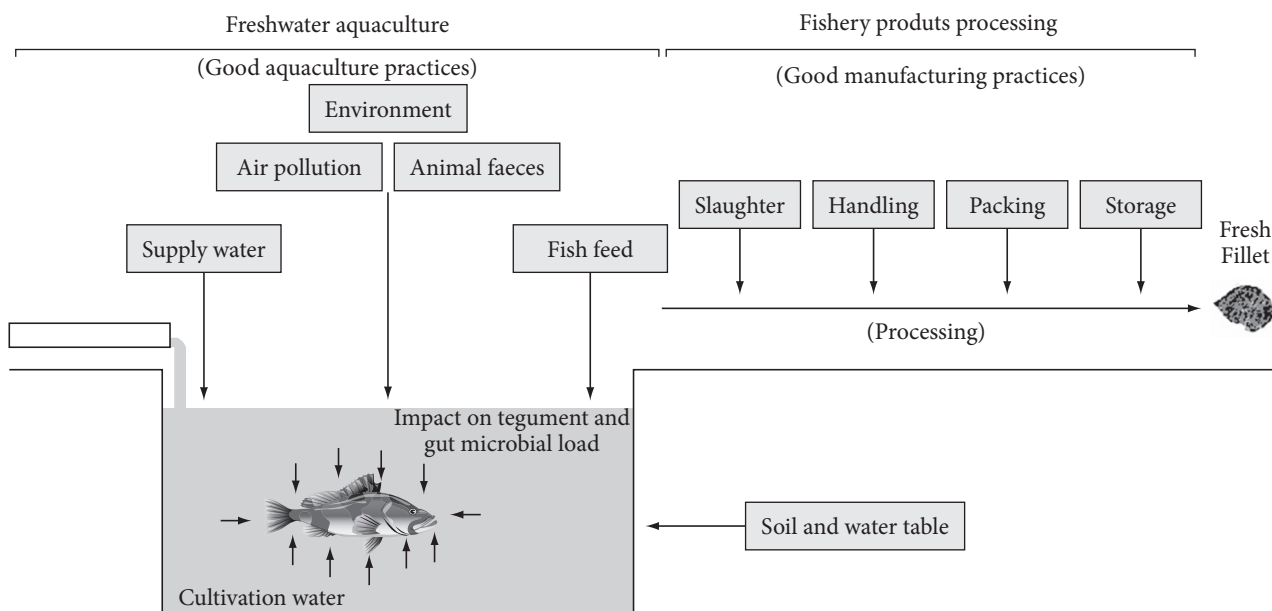 Freshwater aquaculture
Fishery produts processing
(Good aquaculture practices)
(Good manufacturing practices)
Environment
Air pollution
Animal faeces
Supply water
Fish feed
Slaughter
Handling
Packing
Storage
Fresh
Fillet
(Processing)
Impact on tegument and
gut microbial load
Soil and water table
Cultivation water